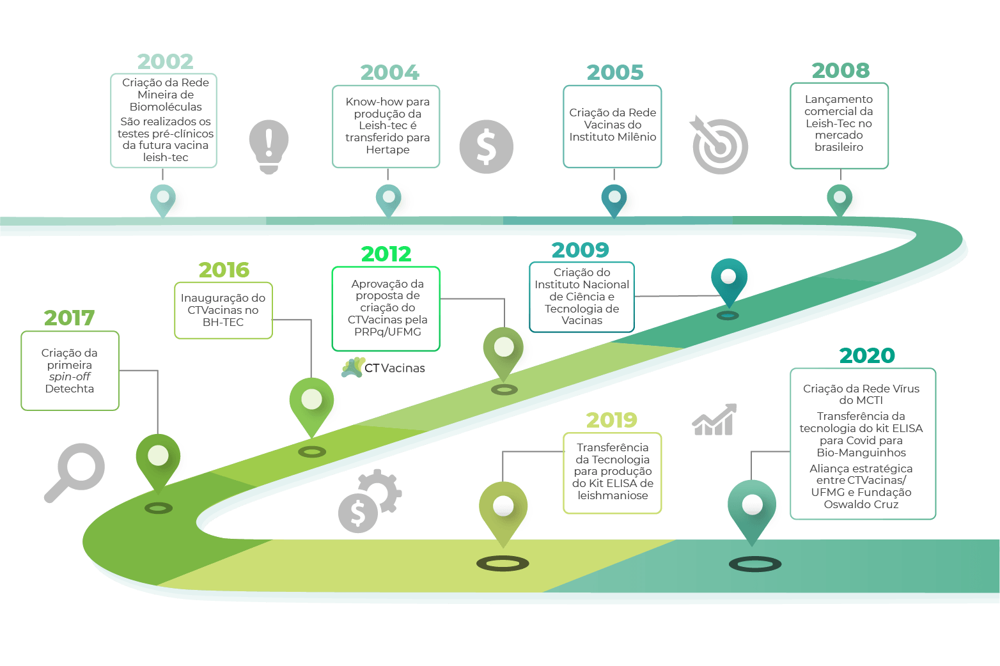 2002
Criação da Rede
Mineira de
Biomoléculas
São realizados os
testes pré-clínicos
da futura vacina
leish-tec
2004
Know-how para
produção da
Leish-tec é
transferido para
Hertape
$
2005
Criação da Rede
Vacinas do
Instituto Milênio
2008
Lançamento
comercial da
Leish-Tec no
mercado
brasileiro
2009
Criação do
Instituto Nacional
de Ciência e
Tecnologia de
Vacinas
2012
Aprovação da
proposta de
criação do
CTVacinas pela
PRPq/UFMG
CT Vacinas
2016
Inauguração do
CTVacinas no
BH-TEC
2017
Criação da
primeira
spin-off
Detechta
$
2019
Transferência
da Tecnologia
para produção
do Kit ELISA de
leishmaniose
2020
Criação da Rede Vírus
do MCTI
Transferência da
tecnologia do kit ELISA
para Covid para
Bio-Manguinhos
Aliança estratégica
entre CTVacinas/
UFMG e Fundação
Oswaldo Cruz